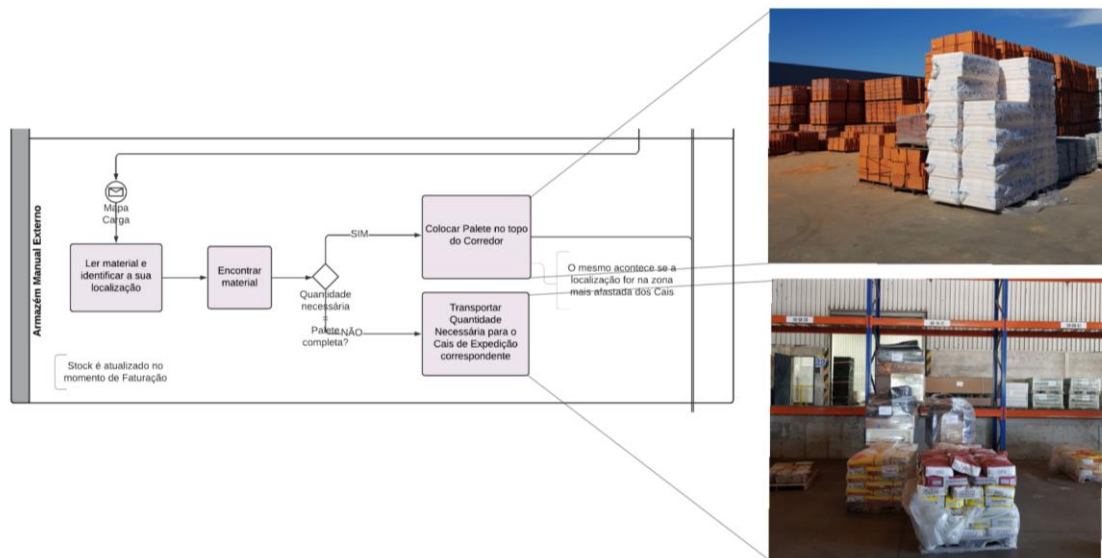 Armazém Manual Externo
Mapa
Carga
Ler material e
identificar a sua
localização
Encontrar
material
SIM
Quantidade
necessária
=
Palete
completa?
NÃO
Colocar Palete no topo
do Corredor
O mesmo acontece se a
localização for na zona
mais afastada dos Cais
Transportar
Quantidade
Necessária para o
Cais de Expedição
correspondente
Stock é atualizado no
momento de Faturação